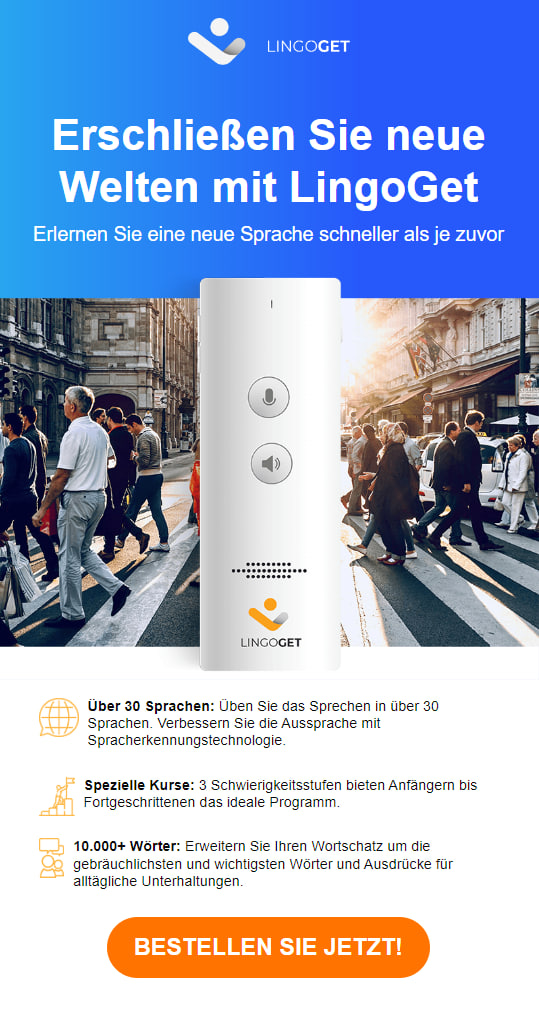 LINGOGET
Erschließen Sie neue
Welten mit LingoGet
Erlernen Sie eine neue Sprache schneller als je zuvor
LINGOGET
Über 30 Sprachen: Üben Sie das Sprechen in über 30
Sprachen. Verbessern Sie die Aussprache mit
Spracherkennungstechnologie.
Spezielle Kurse: 3 Schwierigkeitsstufen bieten Anfängern bis
Fortgeschrittenen das ideale Programm.
10.000+ Wörter: Erweitern Sie Ihren Wortschatz um die
gebräuchlichsten und wichtigsten Wörter und Ausdrücke für
alltägliche Unterhaltungen.
BESTELLEN SIE JETZT!